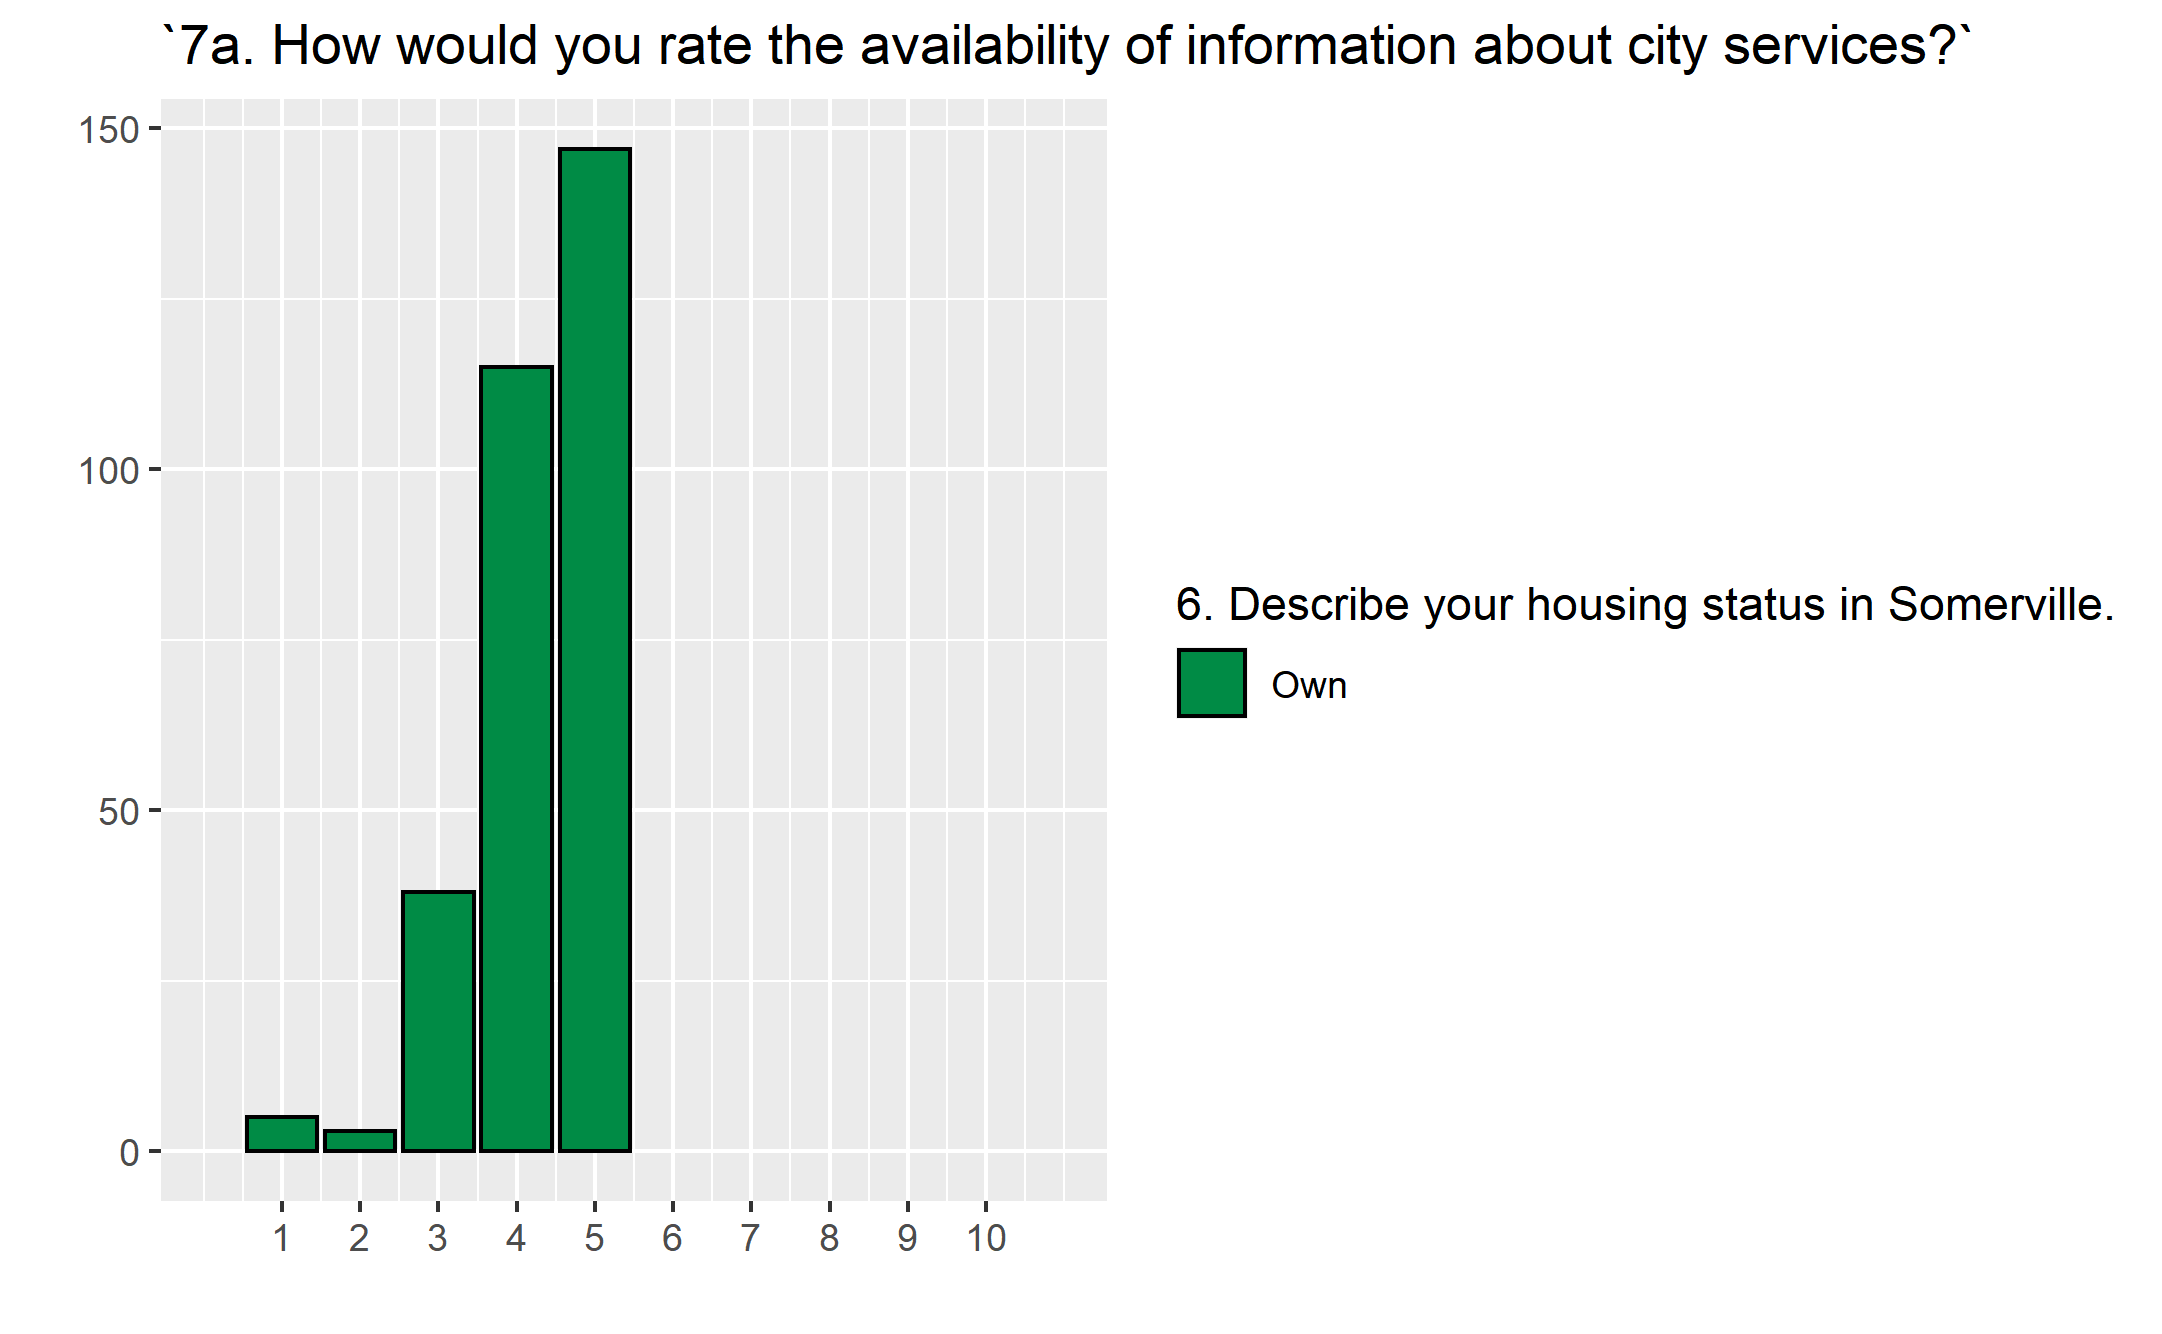 `7a. How would you rate the availability of information about city services?`
150
100
50
0
1 2 3 4 5 6 7 8 9 10
6. Describe your housing status in Somerville.
Own